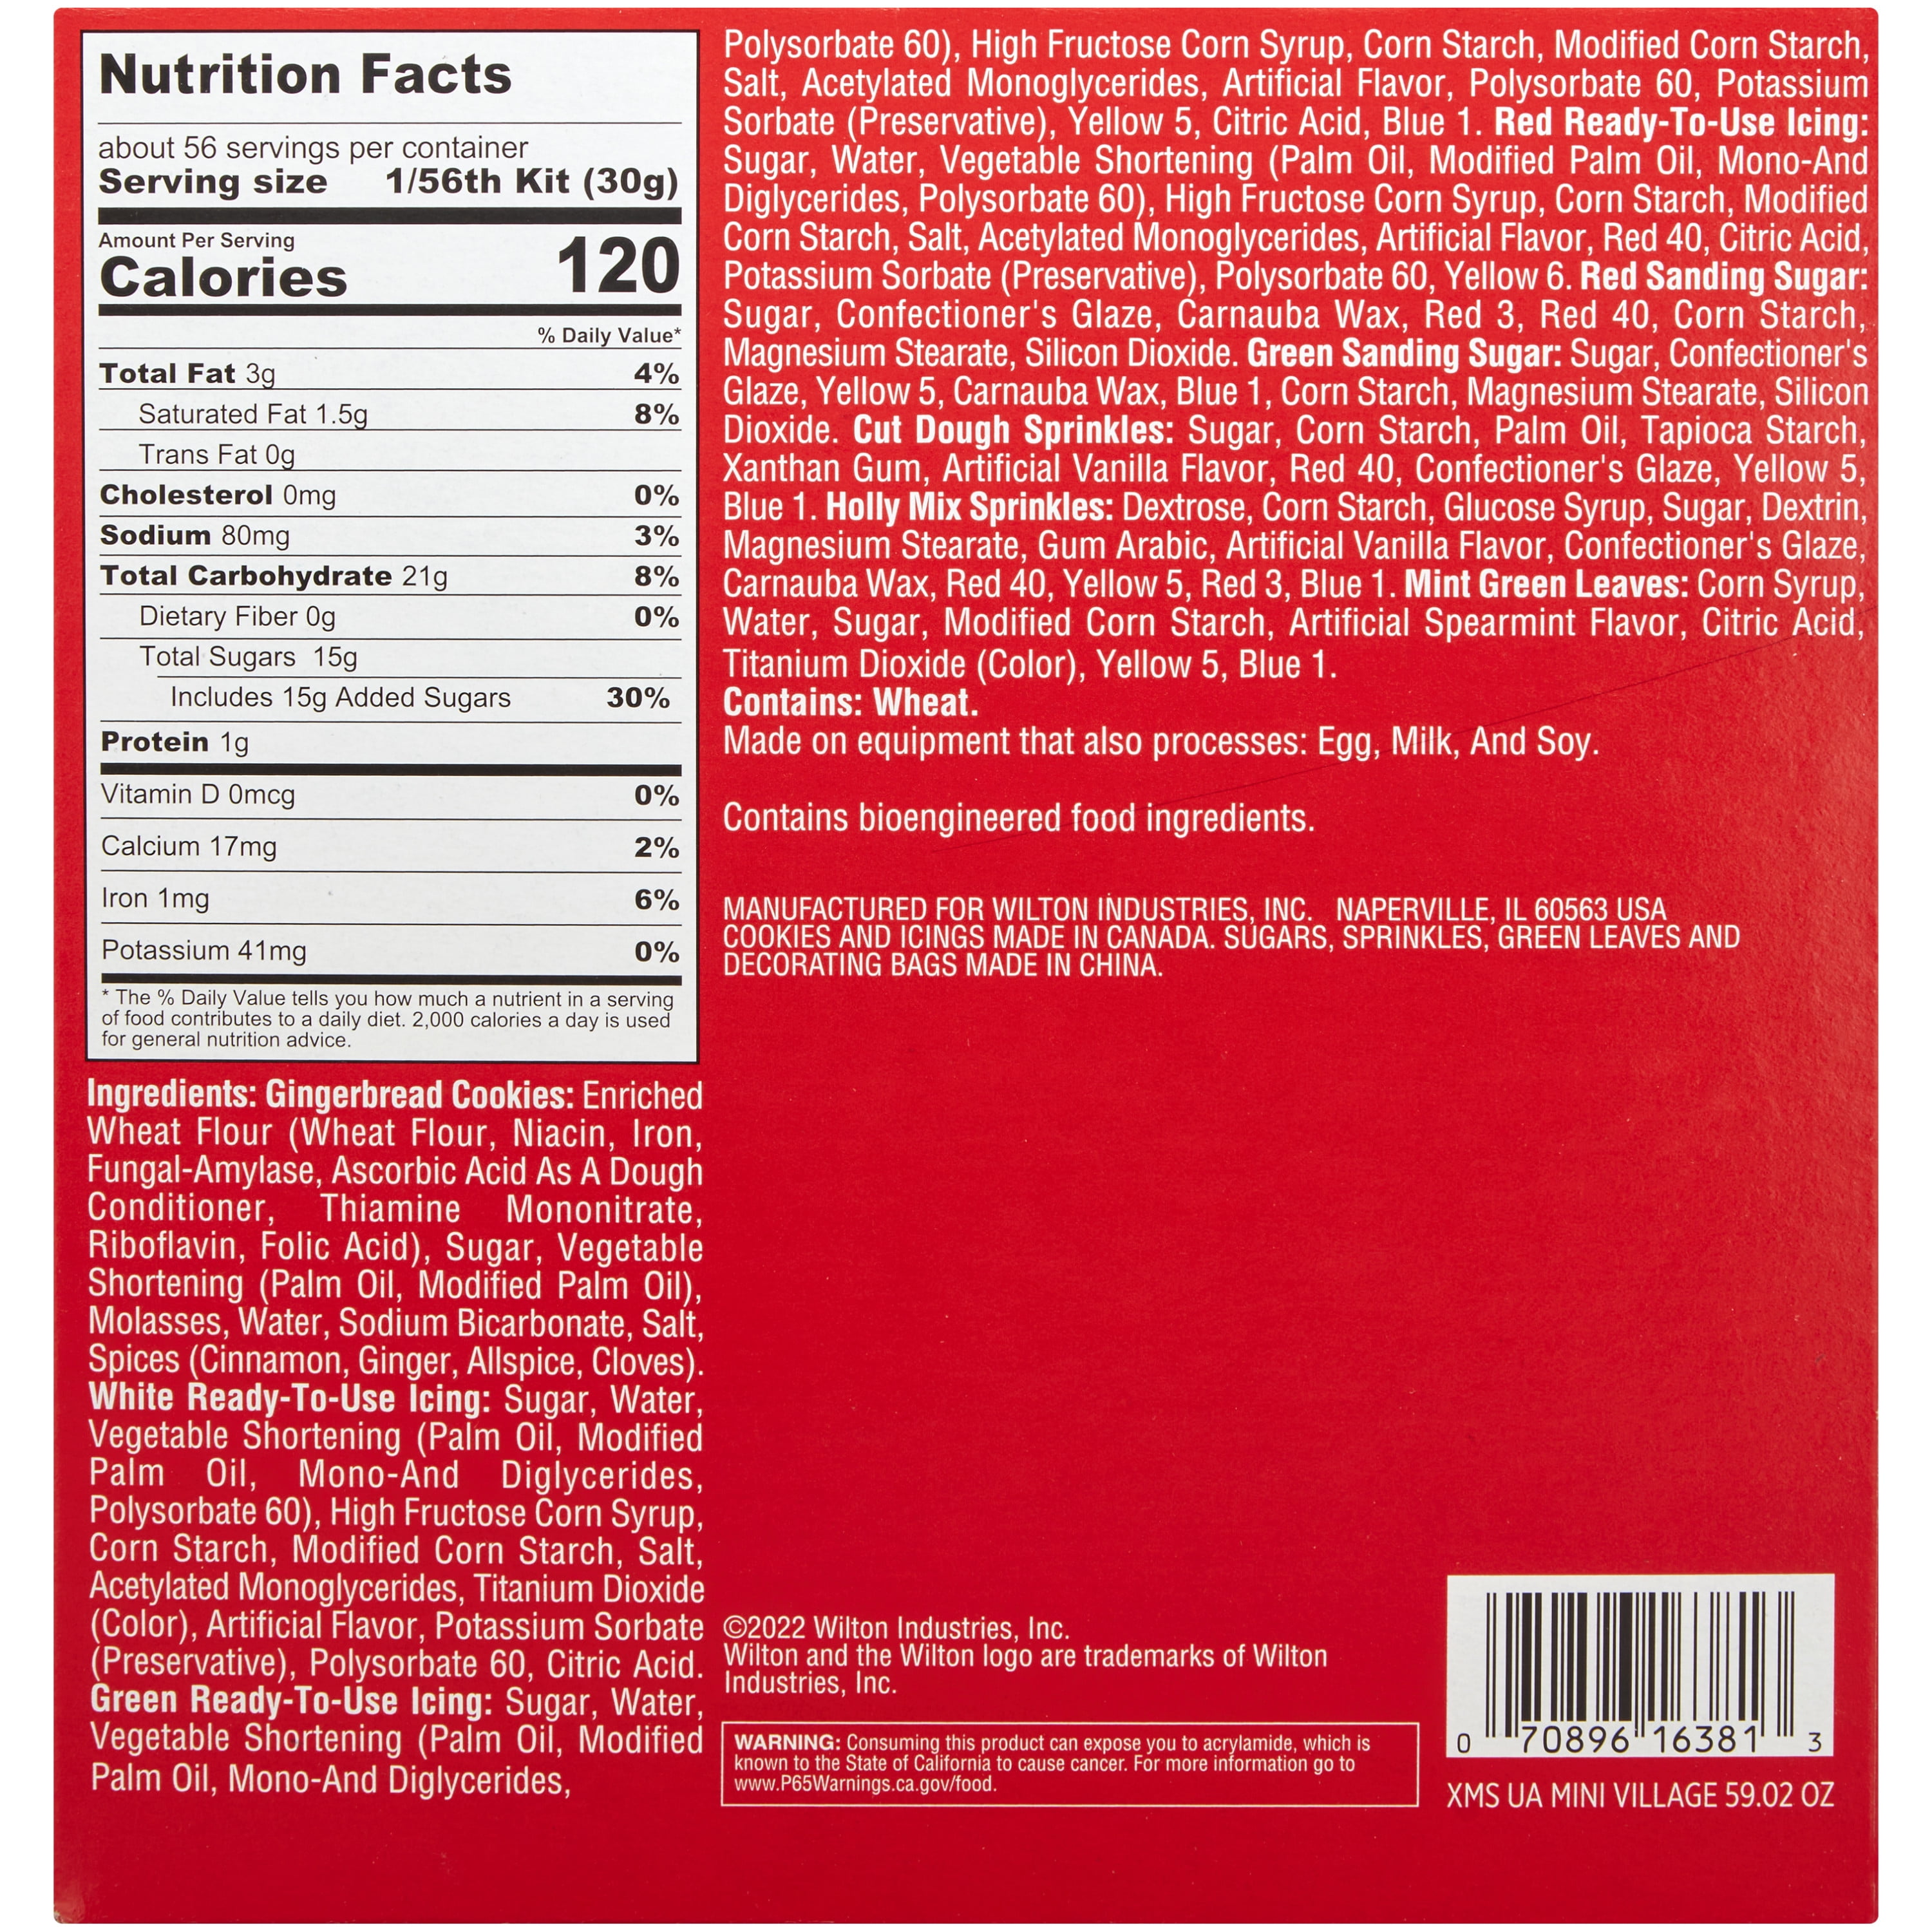 Nutrition Facts
about 56 servings per container
Serving size 1/56th Kit (30g)
Amount Per Serving
Calories 120
% Daily Value*
Total Fat 3g 4%
Saturated Fat 1.5g 8%
Trans Fat 0g
Cholesterol 0mg 0%
Sodium 80mg 3%
Total Carbohydrate 21g 8%
Dietary Fiber 0g 0%
Total Sugars 15g
Includes 15g Added Sugars 30%
Protein 1g
Vitamin D 0mcg 0%
Calcium 17mg 2%
Iron 1mg 6%
Potassium 41mg 0%
* The % Daily Value tells you how much a nutrient in a serving
of food contributes to a daily diet. 2,000 calories a day is used
for general nutrition advice.
Ingredients: Gingerbread Cookies: Enriched
Wheat Flour (Wheat Flour, Niacin, Iron,
Fungal-Amylase, Ascorbic Acid As A Dough
Conditioner, Thiamine Mononitrate,
Riboflavin, Folic Acid), Sugar, Vegetable
Shortening (Palm Oil, Modified Palm Oil),
Molasses, Water, Sodium Bicarbonate, Salt,
Spices (Cinnamon, Ginger, Allspice, Cloves).
White Ready-To-Use Icing: Sugar, Water,
Vegetable Shortening (Palm Oil, Modified
Palm Oil, Mono-And Diglycerides,
Polysorbate 60), High Fructose Corn Syrup,
Corn Starch, Modified Corn Starch, Salt,
Acetylated Monoglycerides, Titanium Dioxide
(Color), Artificial Flavor, Potassium Sorbate
(Preservative), Polysorbate 60, Citric Acid.
Green Ready-To-Use Icing: Sugar, Water,
Vegetable Shortening (Palm Oil, Modified
Palm Oil, Mono-And Diglycerides,
Polysorbate 60), High Fructose Corn Syrup, Corn Starch, Modified Corn Starch,
Salt, Acetylated Monoglycerides, Artificial Flavor, Polysorbate 60, Potassium
Sorbate (Preservative), Yellow 5, Citric Acid, Blue 1. Red Ready-To-Use Icing:
Sugar, Water, Vegetable Shortening (Palm Oil, Modified Palm Oil, Mono-And
Diglycerides, Polysorbate 60), High Fructose Corn Syrup, Corn Starch, Modified
Corn Starch, Salt, Acetylated Monoglycerides, Artificial Flavor, Red 40, Citric Acid,
Potassium Sorbate (Preservative), Polysorbate 60, Yellow 6. Red Sanding Sugar:
Sugar, Confectioner's Glaze, Carnauba Wax, Red 3, Red 40, Corn Starch,
Magnesium Stearate, Silicon Dioxide. Green Sanding Sugar: Sugar, Confectioner's
Glaze, Yellow 5, Carnauba Wax, Blue 1, Corn Starch, Magnesium Stearate, Silicon
Dioxide. Cut Dough Sprinkles: Sugar, Corn Starch, Palm Oil, Tapioca Starch,
Xanthan Gum, Artificial Vanilla Flavor, Red 40, Confectioner's Glaze, Yellow 5,
Blue 1. Holly Mix Sprinkles: Dextrose, Corn Starch, Glucose Syrup, Sugar, Dextrin,
Magnesium Stearate, Gum Arabic, Artificial Vanilla Flavor, Confectioner's Glaze,
Carnauba Wax, Red 40, Yellow 5, Red 3, Blue 1. Mint Green Leaves: Corn Syrup,
Water, Sugar, Modified Corn Starch, Artificial Spearmint Flavor, Citric Acid,
Titanium Dioxide (Color), Yellow 5, Blue 1.
Contains: Wheat.
Made on equipment that also processes: Egg, Milk, And Soy.
Contains bioengineered food ingredients.
MANUFACTURED FOR WILTON INDUSTRIES, INC. NAPERVILLE, IL 60563 USA
COOKIES AND ICINGS MADE IN CANADA. SUGARS, SPRINKLES, GREEN LEAVES AND
DECORATING BAGS MADE IN CHINA.
©2022 Wilton Industries, Inc.
Wilton and the Wilton logo are trademarks of Wilton
Industries, Inc.
WARNING: Consuming this product can expose you to acrylamide, which is
known to the State of California to cause cancer. For more information go to
www.P65Warnings.ca.gov/food.
0 70896 16381 3
XMS UA MINI VILLAGE 59.02 OZ